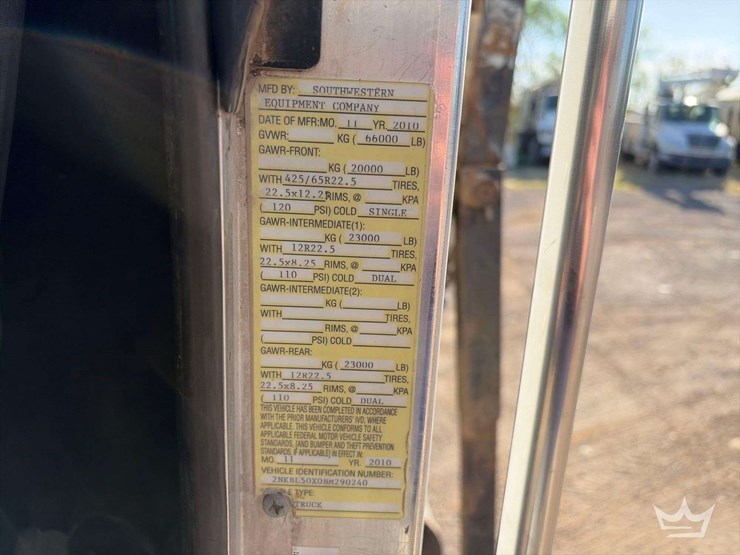 MFD BY: SOUTHWESTERN
EQUIPMENT COMPANY
DATE OF MFR:MO. 11 YR. 2010
GVWR: KG ( 66000 LB)
GAWR-FRONT:
KG ( 20000 LB)
WITH 425/65R22.5 TIRES,
22.5x12.25 RIMS, @ KPA
( 120 PSI) COLD SINGLE
GAWR-INTERMEDIATE(1):
KG ( 23000 LB)
WITH 12R22.5 TIRES,
22.5x8.25 RIMS, @ KPA
( 110 PSI) COLD DUAL
GAWR-INTERMEDIATE(2):
KG ( LB)
WITH TIRES,
RIMS, @ KPA
( PSI) COLD
GAWR-REAR:
KG ( 23000 LB)
WITH 12R22.5 TIRES,
22.5x8.25 RIMS, @ KPA
( 110 PSI) COLD DUAL
THIS VEHICLE HAS BEEN COMPLETED IN ACCORDANCE
WITH THE PRIOR MANUFACTURERS' IVD, WHERE
APPLICABLE. THIS VEHICLE CONFORMS TO ALL
APPLICABLE FEDERAL MOTOR VEHICLE SAFETY
STANDARDS, [AND BUMPER AND THEFT PREVENTION
STANDARDS, IF APPLICABLE] IN EFFECT IN:
MO. 11 YR. 2010
VEHICLE IDENTIFICATION NUMBER:
2NKBL50X0BM290240
LE TYPE:
TRUCK